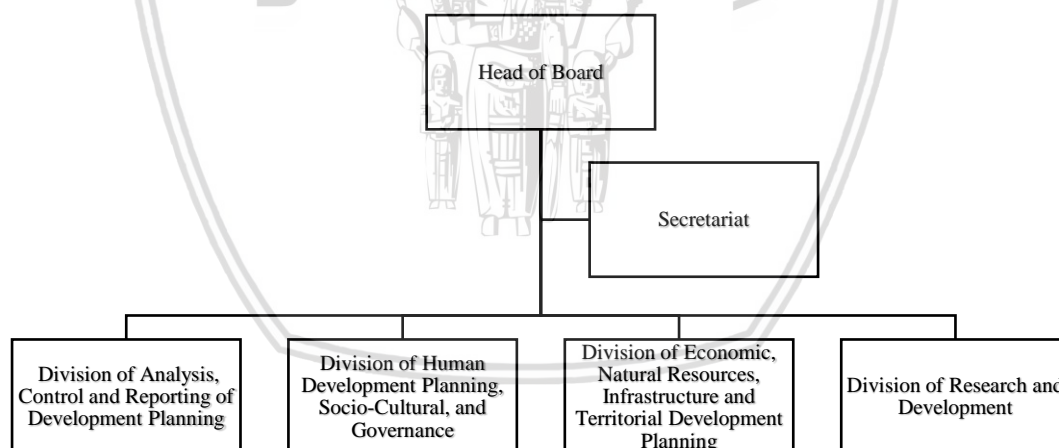 Head of Board
Secretariat
Division of Analysis,
Control and Reporting of
Development Planning
Division of Human
Development Planning,
Socio-Cultural, and
Governance
Division of Economic,
Natural Resources,
Infrastructure and
Territorial Development
Planning
Division of Research and
Development